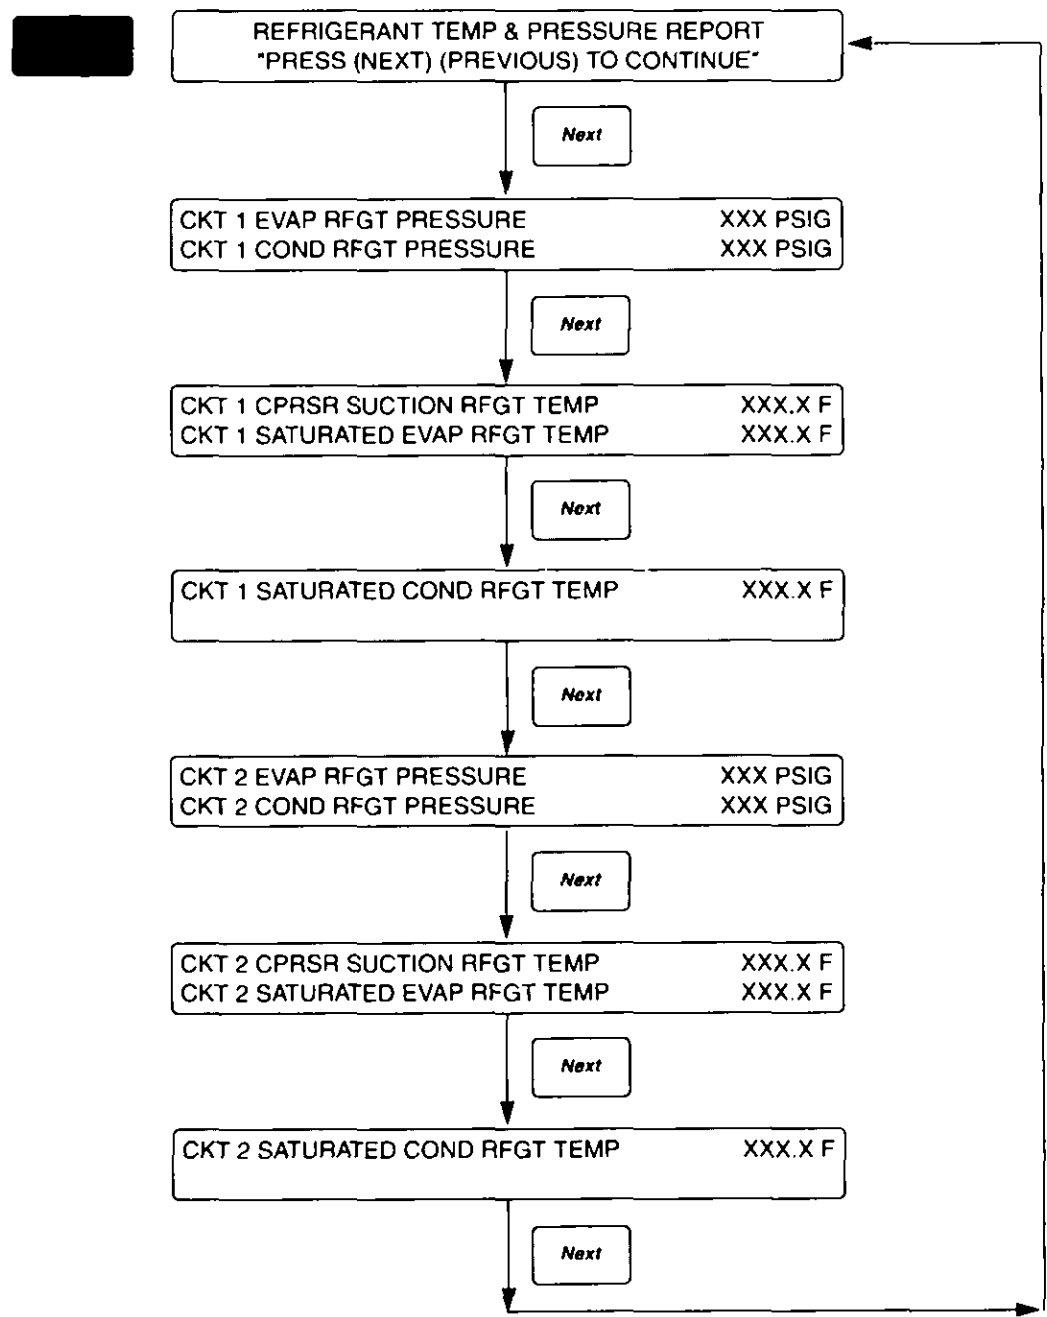 REFRIGERANT TEMP & PRESSURE REPORT
"PRESS (NEXT) (PREVIOUS) TO CONTINUE"
Next
CKT 1 EVAP RFGT PRESSURE XXX PSIG
CKT 1 COND RFGT PRESSURE XXX PSIG
Next
CKT 1 CPRSR SUCTION RFGT TEMP XXX.X F
CKT 1 SATURATED EVAP RFGT TEMP XXX.X F
Next
CKT 1 SATURATED COND RFGT TEMP XXX.X F
Next
CKT 2 EVAP RFGT PRESSURE XXX PSIG
CKT 2 COND RFGT PRESSURE XXX PSIG
Next
CKT 2 CPRSR SUCTION RFGT TEMP XXX.X F
CKT 2 SATURATED EVAP RFGT TEMP XXX.X F
Next
CKT 2 SATURATED COND RFGT TEMP XXX.X F
Next